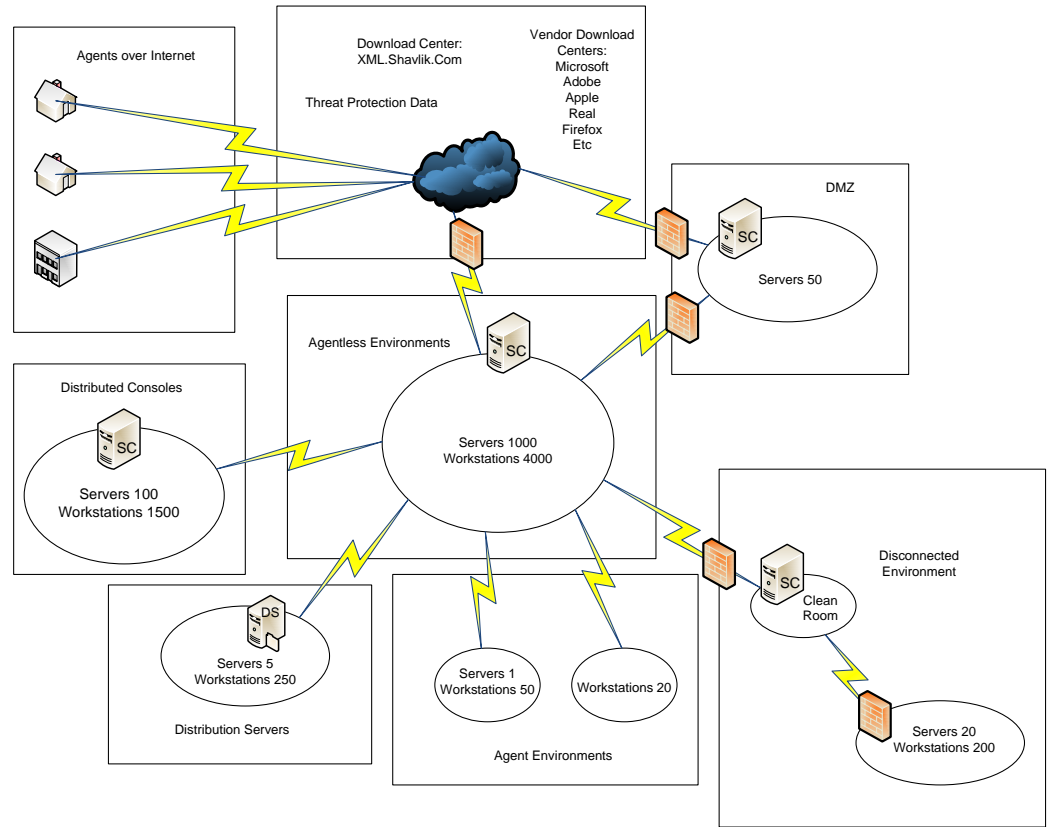 Agents over Internet
Download Center:
XML.Shavlik.Com
Threat Protection Data
Vendor Download
Centers:
Microsoft
Adobe
Apple
Real
Firefox
Etc
DMZ
SC
Servers 50
Agentless Environments
SC
Servers 1000
Workstations 4000
Distributed Consoles
SC
Servers 100
Workstations 1500
Disconnected
Environment
SC
Clean
Room
Servers 20
Workstations 200
DS
Servers 5
Workstations 250
Distribution Servers
Servers 1
Workstations 50
Workstations 20
Agent Environments